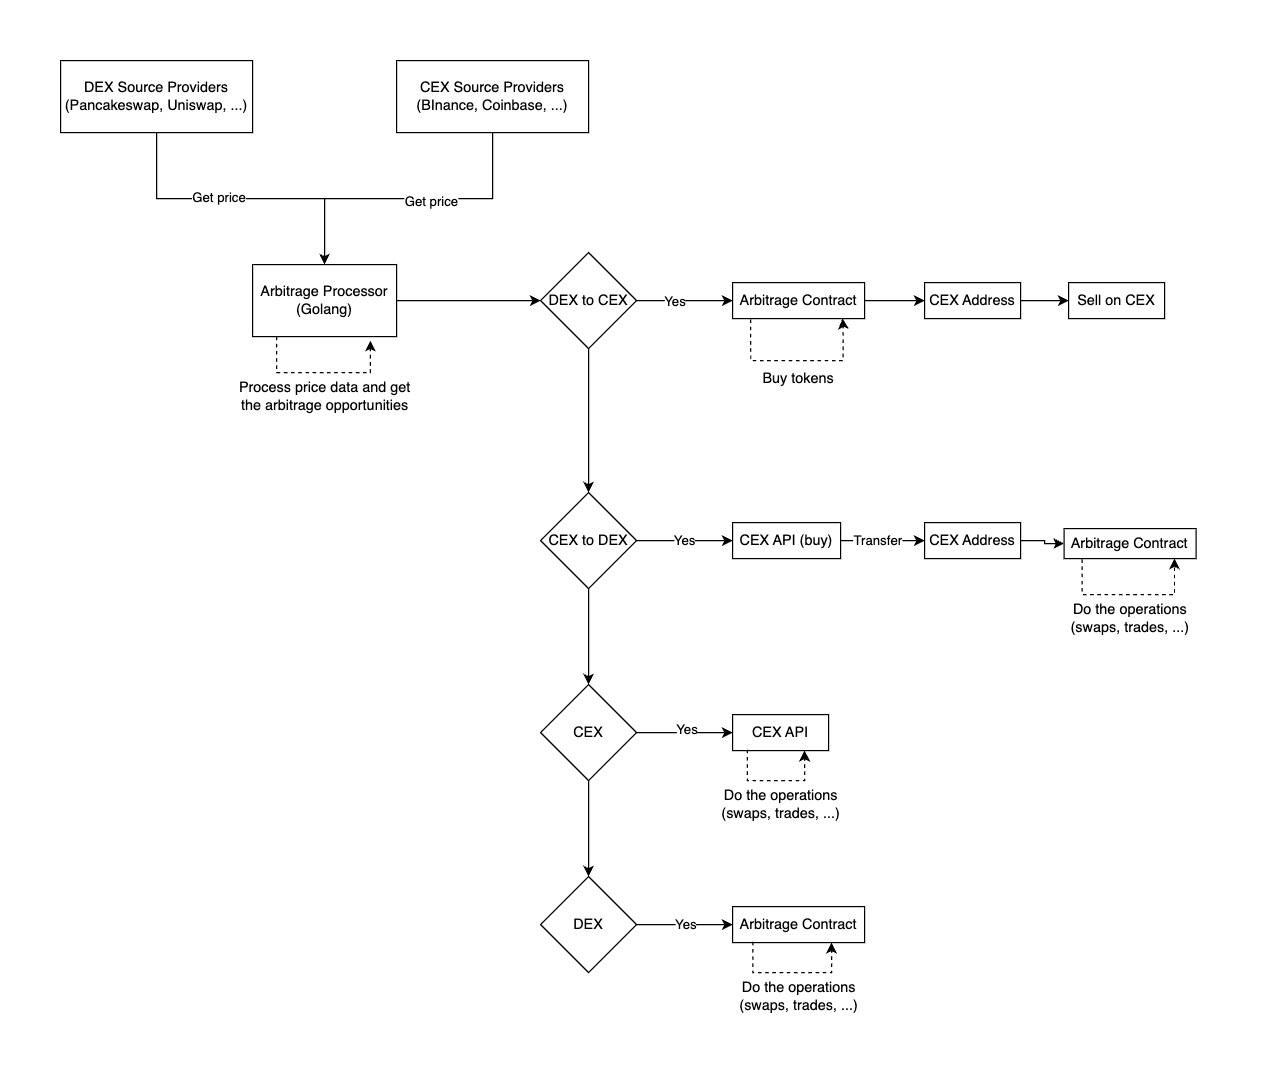 DEX Source Providers
(Pancakeswap, Uniswap, ...)
CEX Source Providers
(BInance, Coinbase, ...)
Get price
Get price
Arbitrage Processor
(Golang)
Process price data and get
the arbitrage opportunities
DEX to CEX
Yes
Arbitrage Contract
Buy tokens
CEX Address
Sell on CEX
CEX to DEX
Yes
CEX API (buy)
Transfer
CEX Address
Arbitrage Contract
Do the operations
(swaps, trades, ...)
CEX
Yes
CEX API
Do the operations
(swaps, trades, ...)
DEX
Yes
Arbitrage Contract
Do the operations
(swaps, trades, ...)